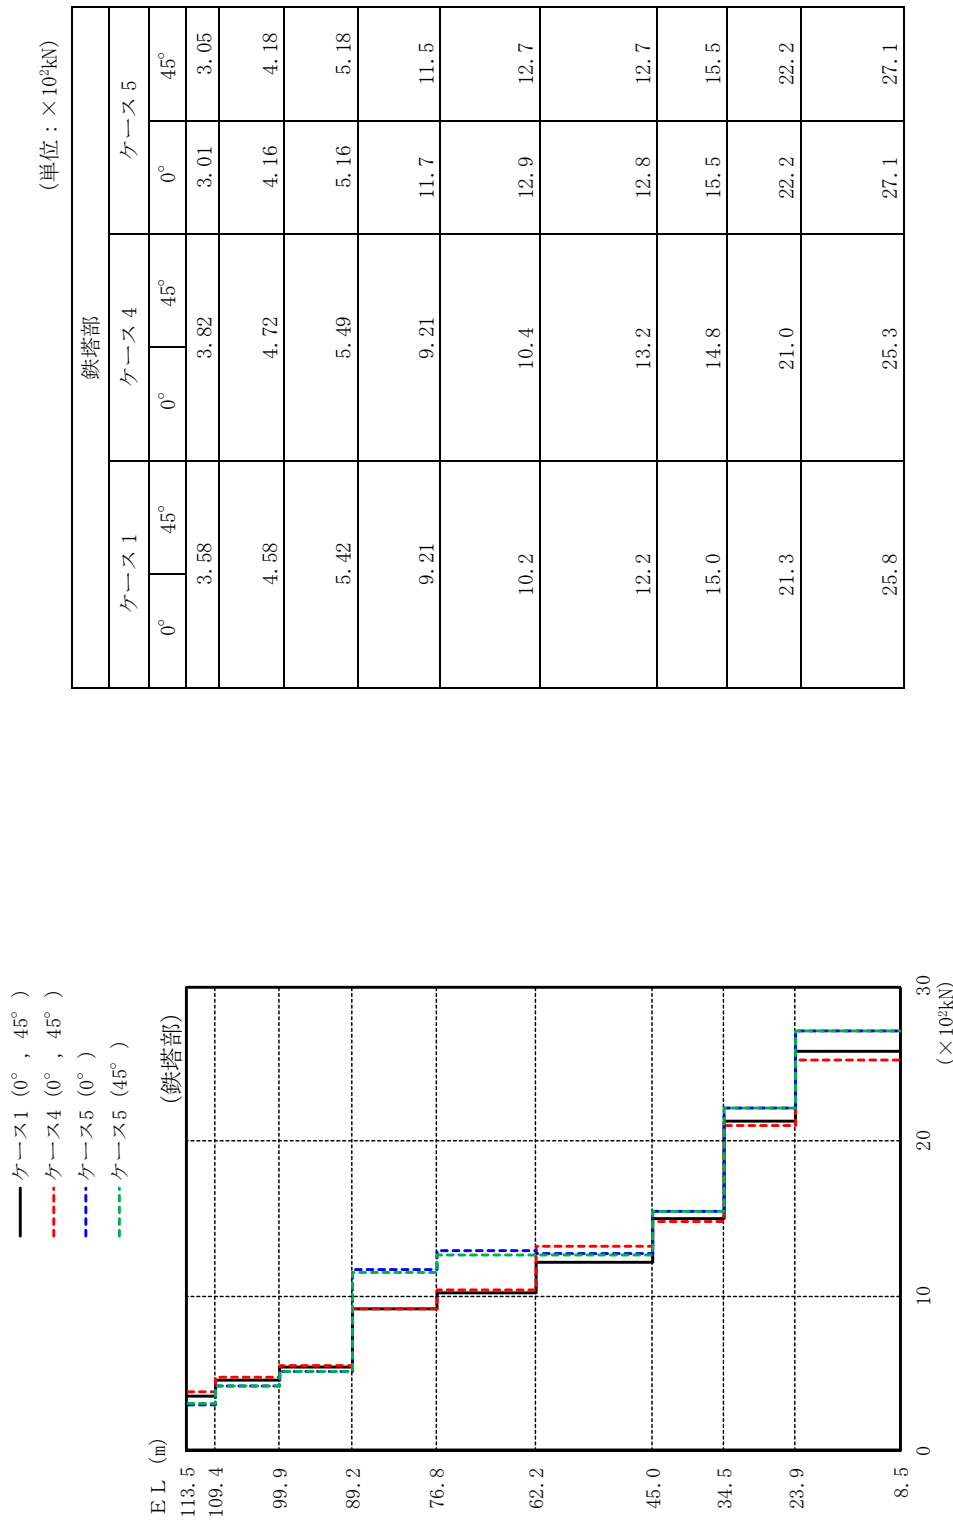 ケース1 (0° , 45° )
ケース4 (0° , 45° )
ケース5 (0° )
ケース5 (45° )
EL (m)
(鉄塔部)
113.5
109.4
99.9
89.2
76.8
62.2
45.0
34.5
23.9
8.5
0 10 20 30
(×10²kN)
(単位：×10²kN)
鉄塔部
ケース1 ケース4 ケース5
0° 45° 0° 45° 0° 45°
3.58 3.82 3.01 3.05
4.58 4.72 4.16 4.18
5.42 5.49 5.16 5.18
9.21 9.21 11.7 11.5
10.2 10.4 12.9 12.7
12.2 13.2 12.8 12.7
15.0 14.8 15.5 15.5
21.3 21.0 22.2 22.2
25.8 25.3 27.1 27.1